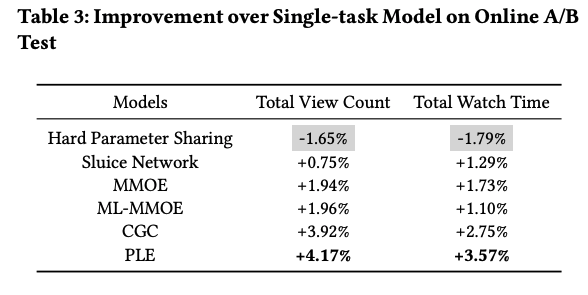 Table 3: Improvement over Single-task Model on Online A/B
Test
Models Total View Count Total Watch Time
Hard Parameter Sharing -1.65% -1.79%
Sluice Network +0.75% +1.29%
MMOE +1.94% +1.73%
ML-MMOE +1.96% +1.10%
CGC +3.92% +2.75%
PLE +4.17% +3.57%